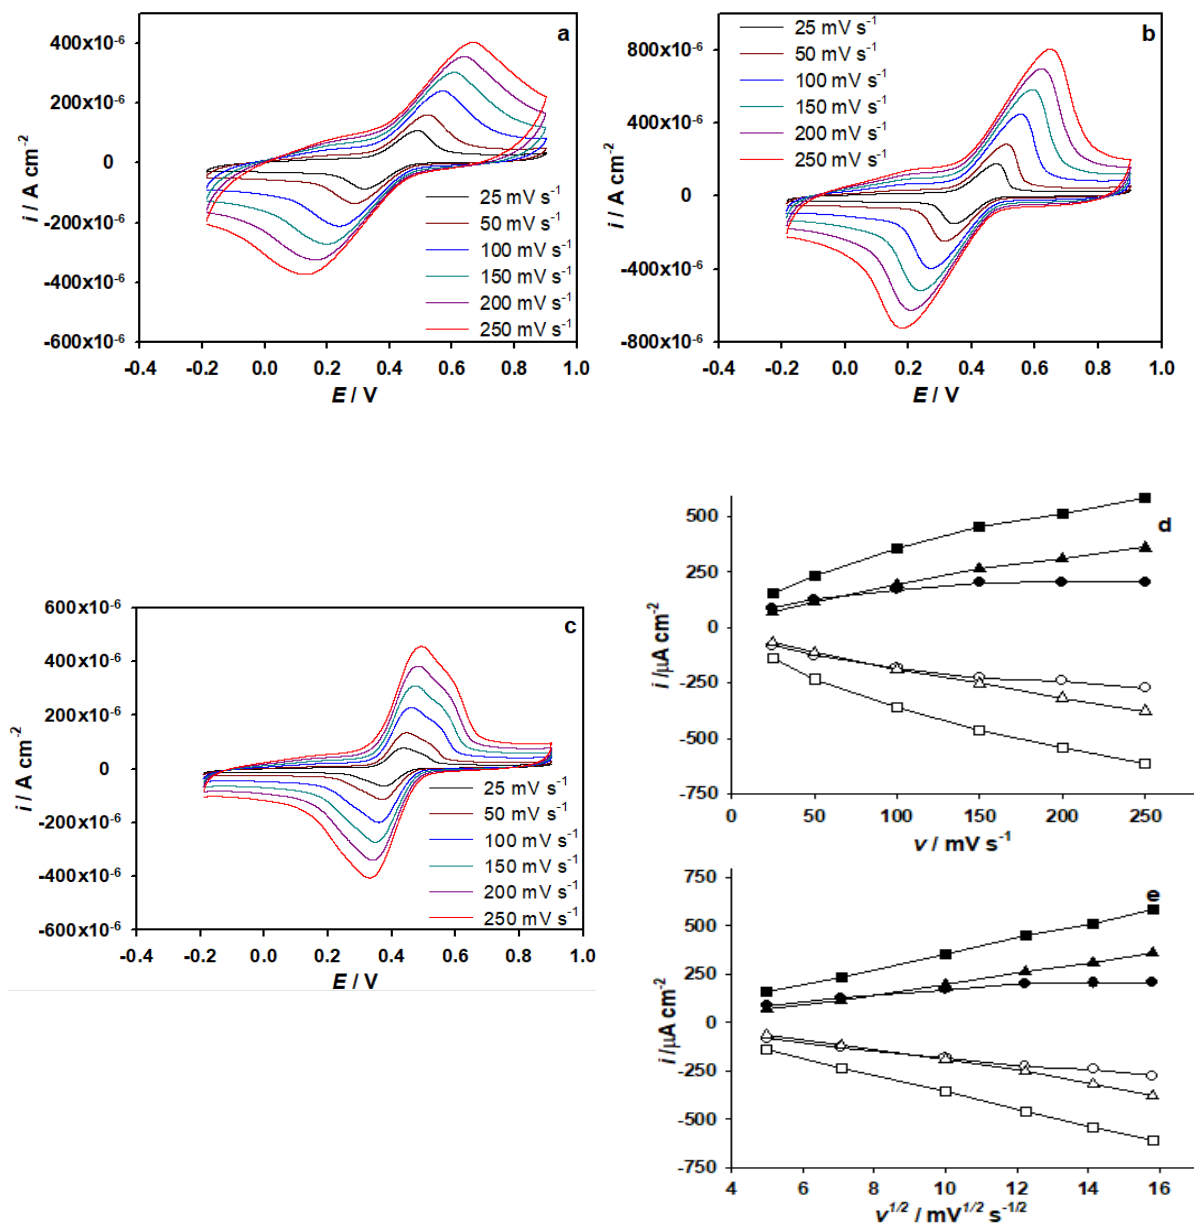 a
400x10⁻⁶
200x10⁻⁶
0
-200x10⁻⁶
-400x10⁻⁶
-600x10⁻⁶
i / A cm⁻²
25 mV s⁻¹
50 mV s⁻¹
100 mV s⁻¹
150 mV s⁻¹
200 mV s⁻¹
250 mV s⁻¹
-0.4 -0.2 0.0 0.2 0.4 0.6 0.8 1.0
E / V
b
25 mV s⁻¹
50 mV s⁻¹
100 mV s⁻¹
150 mV s⁻¹
200 mV s⁻¹
250 mV s⁻¹
800x10⁻⁶
400x10⁻⁶
0
-400x10⁻⁶
-800x10⁻⁶
i / A cm⁻²
-0.4 -0.2 0.0 0.2 0.4 0.6 0.8 1.0
E / V
c
600x10⁻⁶
400x10⁻⁶
200x10⁻⁶
0
-200x10⁻⁶
-400x10⁻⁶
-600x10⁻⁶
i / A cm⁻²
25 mV s⁻¹
50 mV s⁻¹
100 mV s⁻¹
150 mV s⁻¹
200 mV s⁻¹
250 mV s⁻¹
-0.4 -0.2 0.0 0.2 0.4 0.6 0.8 1.0
E / V
d
500
250
0
-250
-500
-750
i /µA cm⁻²
0 50 100 150 200 250
v / mV s⁻¹
e
750
500
250
0
-250
-500
-750
i /µA cm⁻²
4 6 8 10 12 14 16
v¹ᐟ² / mV¹ᐟ² s⁻¹ᐟ²